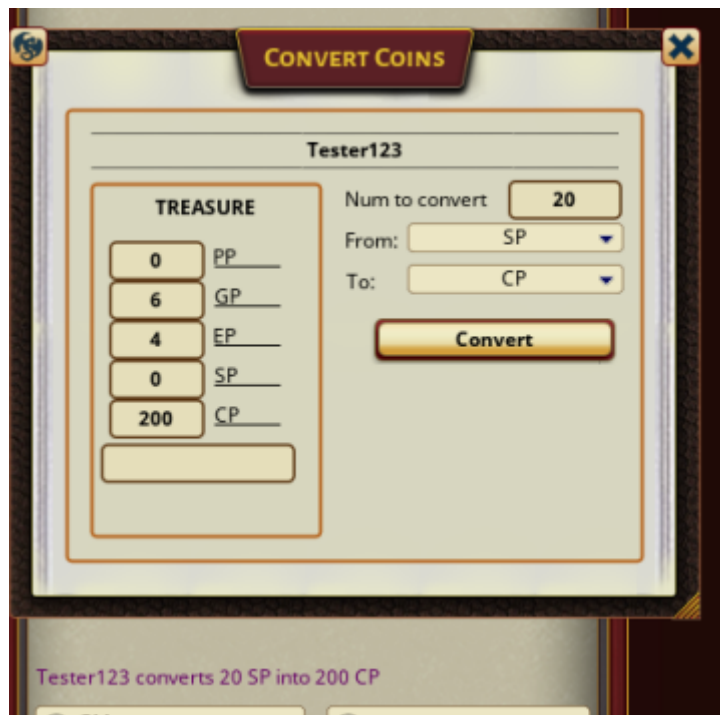 CONVERT COINS
Tester123
TREASURE
0 PP
6 GP
4 EP
0 SP
200 CP
Num to convert 20
From: SP
To: CP
Convert
Tester123 converts 20 SP into 200 CP